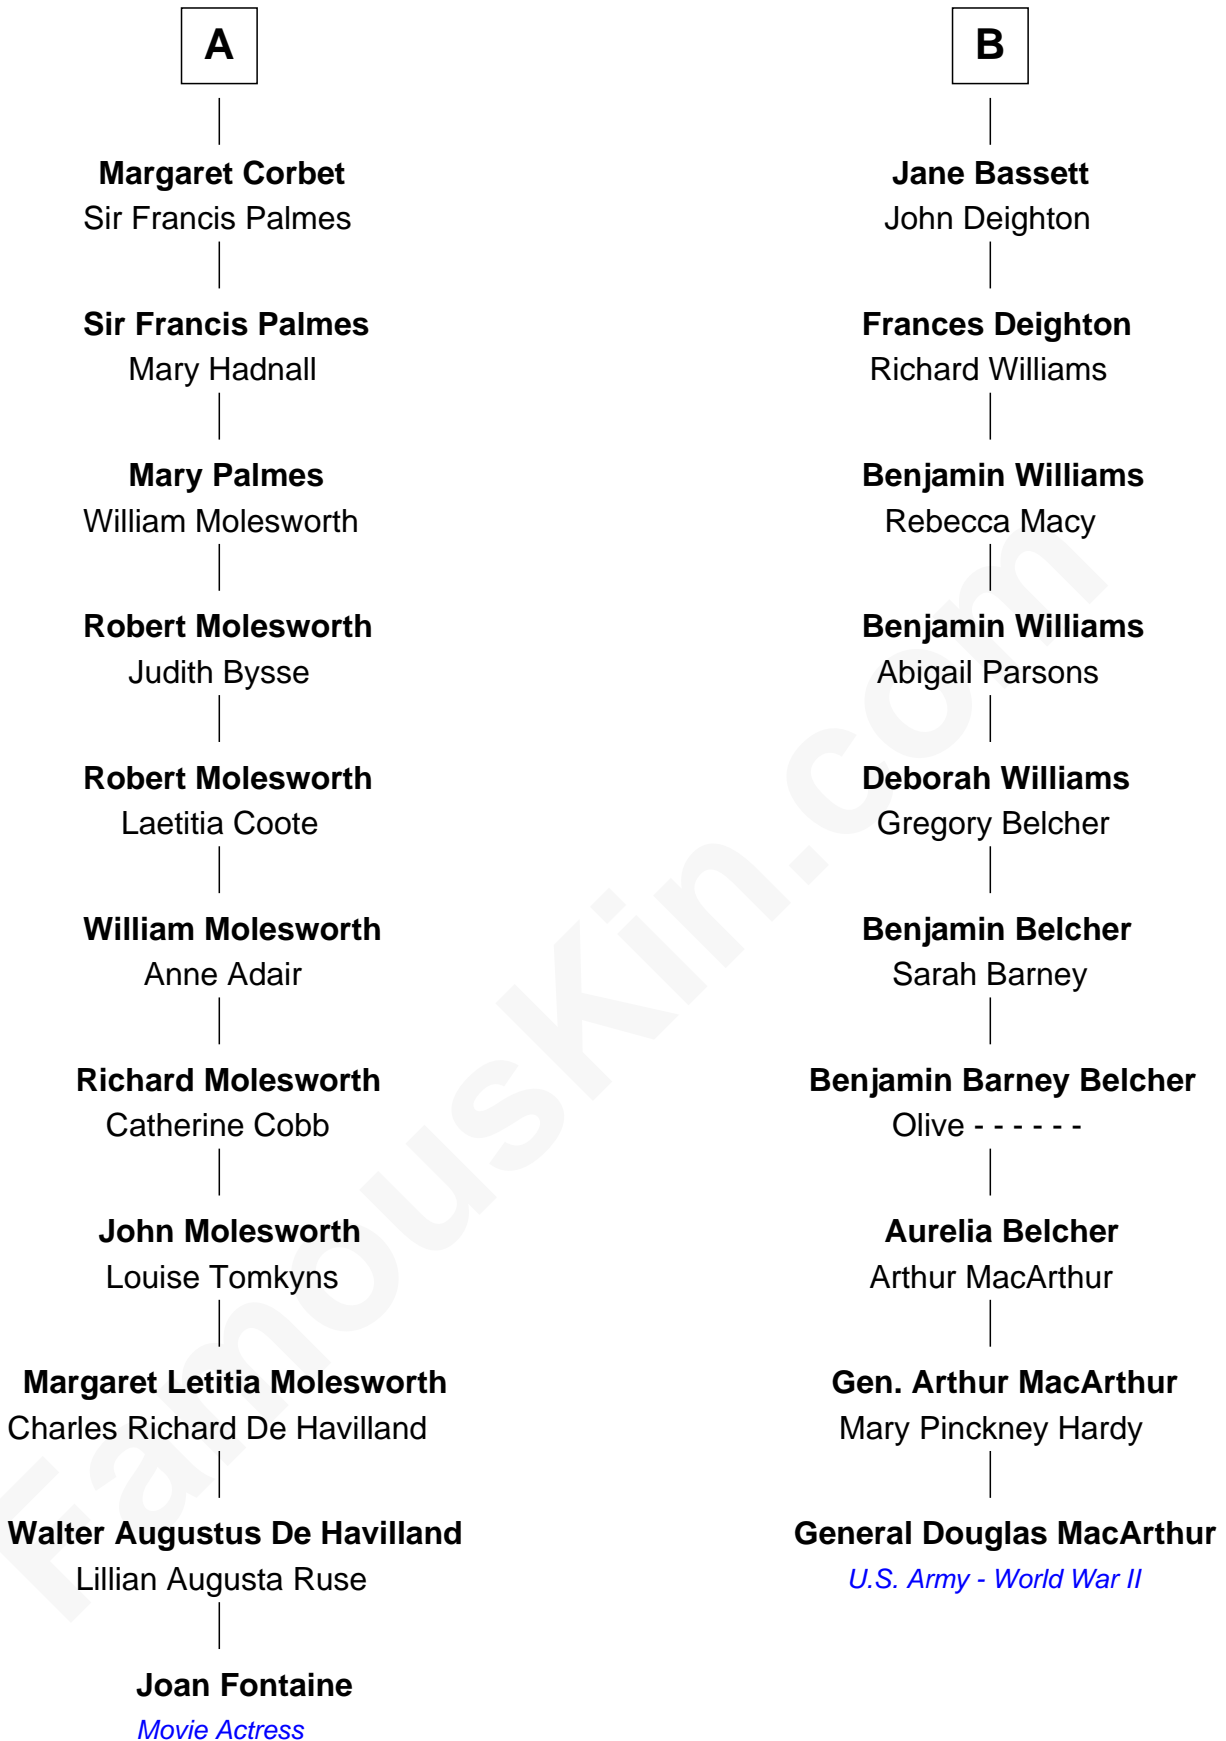 A
Margaret Corbet
Sir Francis Palmes
Sir Francis Palmes
Mary Hadnall
Mary Palmes
William Molesworth
Robert Molesworth
Judith Bysse
Robert Molesworth
Laetitia Coote
William Molesworth
Anne Adair
Richard Molesworth
Catherine Cobb
John Molesworth
Louise Tomkyns
Margaret Letitia Molesworth
Charles Richard De Havilland
Walter Augustus De Havilland
Lillian Augusta Ruse
Joan Fontaine
Movie Actress
B
Jane Bassett
John Deighton
Frances Deighton
Richard Williams
Benjamin Williams
Rebecca Macy
Benjamin Williams
Abigail Parsons
Deborah Williams
Gregory Belcher
Benjamin Belcher
Sarah Barney
Benjamin Barney Belcher
Olive - - - - - -
Aurelia Belcher
Arthur MacArthur
Gen. Arthur MacArthur
Mary Pinckney Hardy
General Douglas MacArthur
U.S. Army - World War II
FamousKin.com